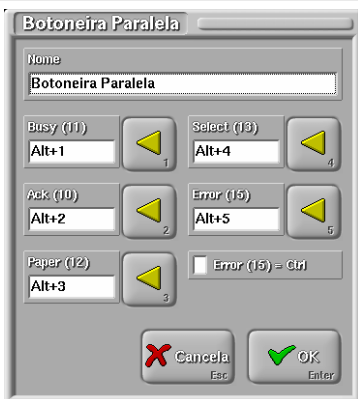 Botoneira Paralela
Nome
Botoneira Paralela
Busy (11)
Alt+1
1
Select (13)
Alt+4
4
Ack (10)
Alt+2
2
Error (15)
Alt+5
5
Paper (12)
Alt+3
3
Error (15) = Ctrl
Cancela
Esc
OK
Enter